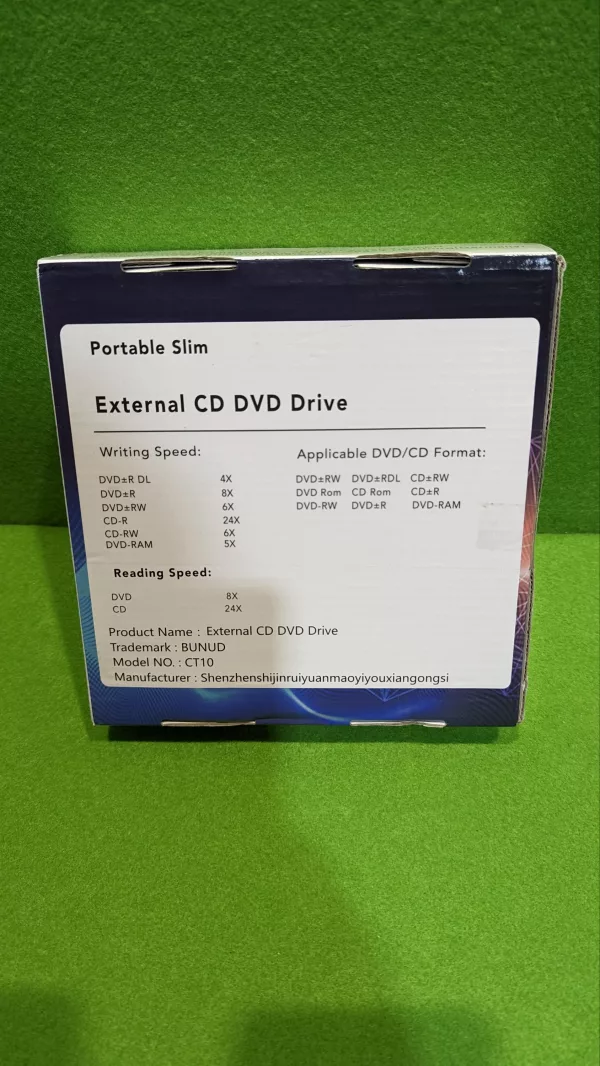 Portable Slim
External CD DVD Drive
Writing Speed:
DVD±R DL 4X
DVD±R 8X
DVD±RW 6X
CD-R 24X
CD-RW 6X
DVD-RAM 5X
Applicable DVD/CD Format:
DVD±RW DVD±RDL CD±RW
DVD Rom CD Rom CD±R
DVD-RW DVD±R DVD-RAM
Reading Speed:
DVD 8X
CD 24X
Product Name : External CD DVD Drive
Trademark : BUNUD
Model NO. : CT10
Manufacturer : Shenzhenshijinruiyuanmaoyiyouxiangongsi